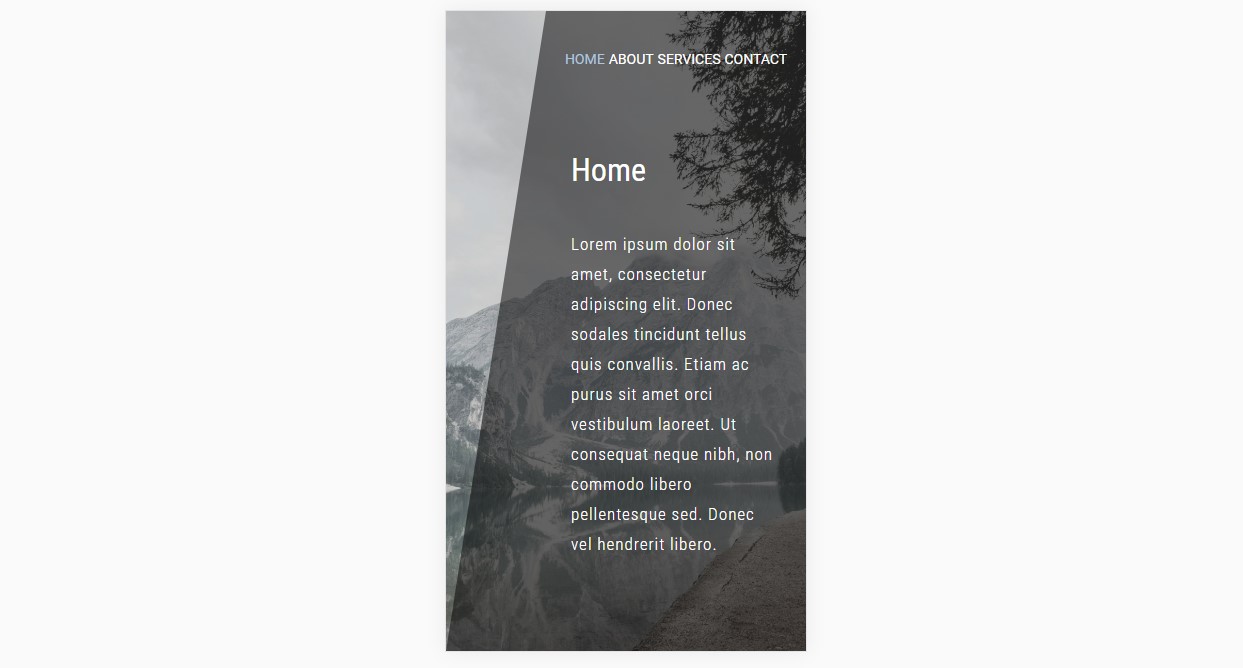 HOME ABOUT SERVICES CONTACT
Home
Lorem ipsum dolor sit
amet, consectetur
adipiscing elit. Donec
sodales tincidunt tellus
quis convallis. Etiam ac
purus sit amet orci
vestibulum laoreet. Ut
consequat neque nibh, non
commodo libero
pellentesque sed. Donec
vel hendrerit libero.